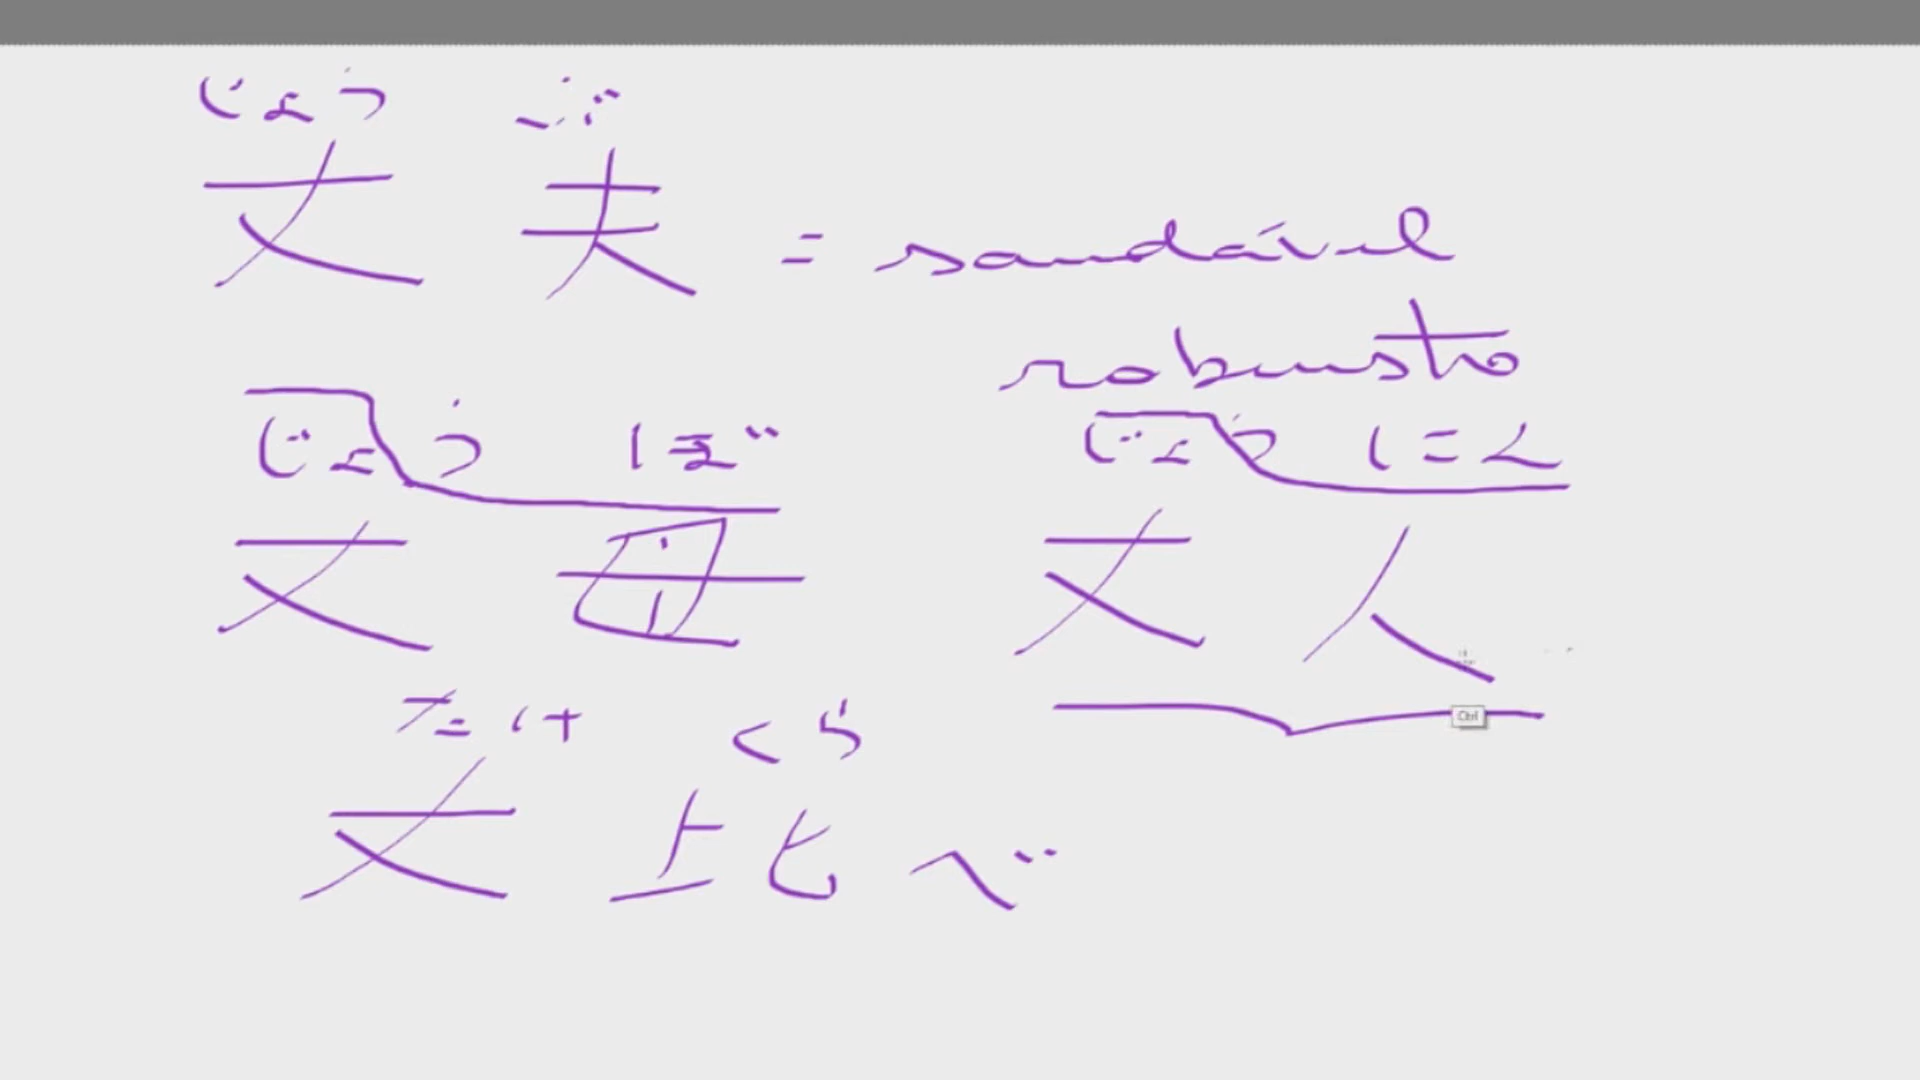 じょう ぶ
丈夫 = saudável
robusto
じょう ぼ じょう にん
丈母 丈人
たけ くら
丈比べ
Ctrl